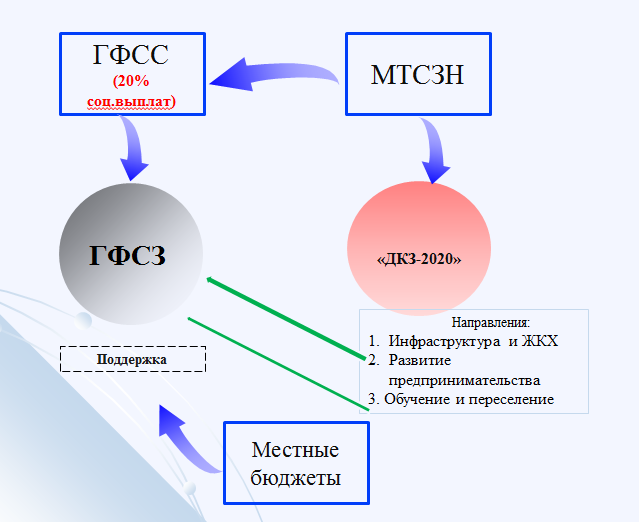 ГФСС
(20%
соц.выплат)
МТСЗН
ГФСЗ
«ДКЗ-2020»
Направления:
1. Инфраструктура и ЖКХ
2. Развитие
предпринимательства
3. Обучение и переселение
Поддержка
Местные
бюджеты